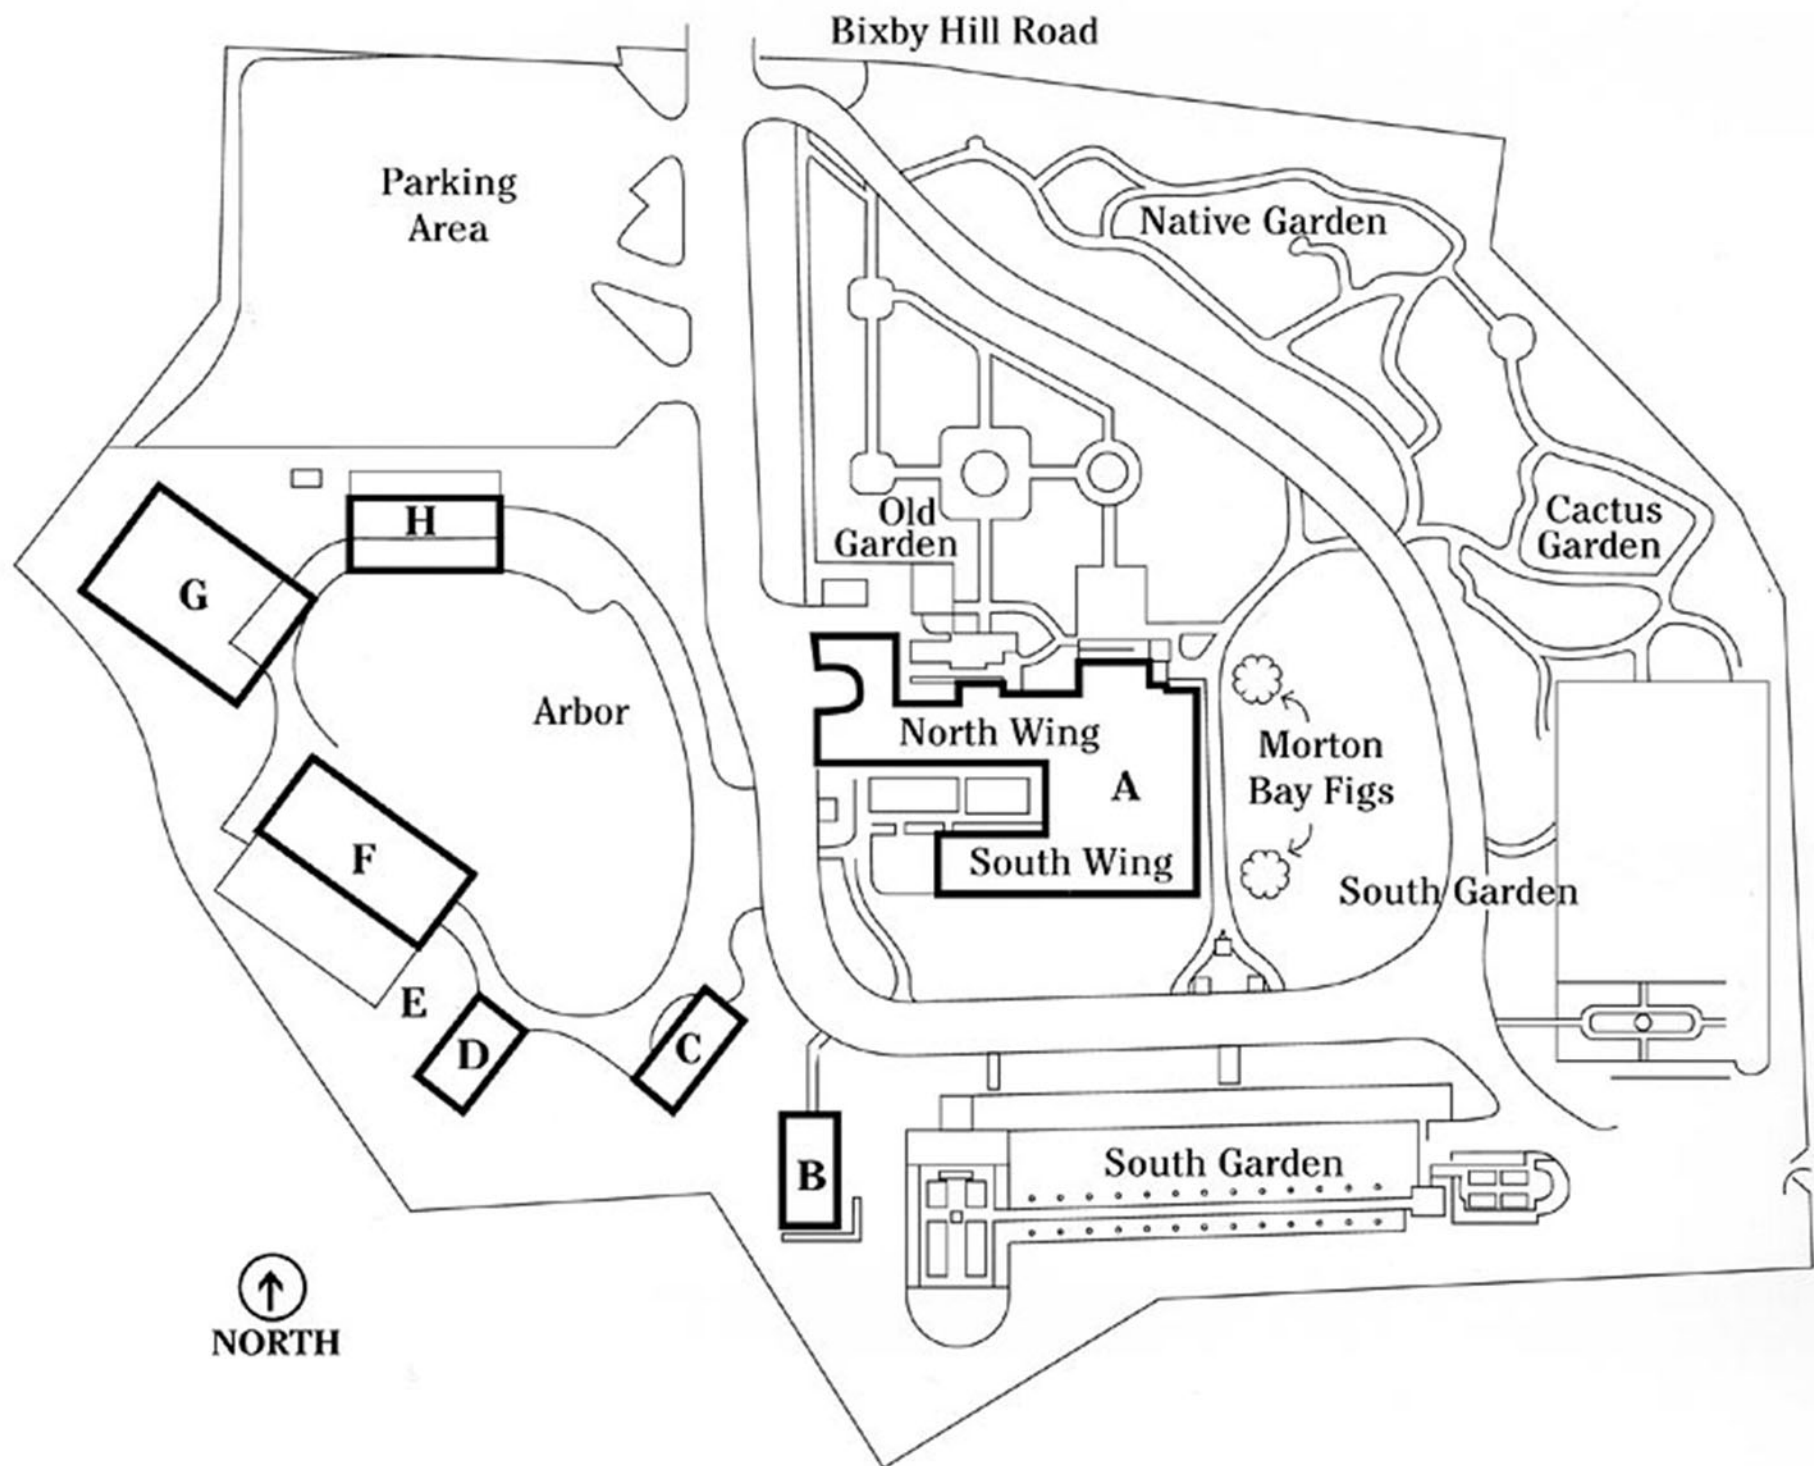 Bixby Hill Road
Parking
Area
Native Garden
H
Old
Garden
Cactus
Garden
G
Arbor
North Wing
A
Morton
Bay Figs
F
South Wing
South Garden
E
D
C
B
South Garden
NORTH